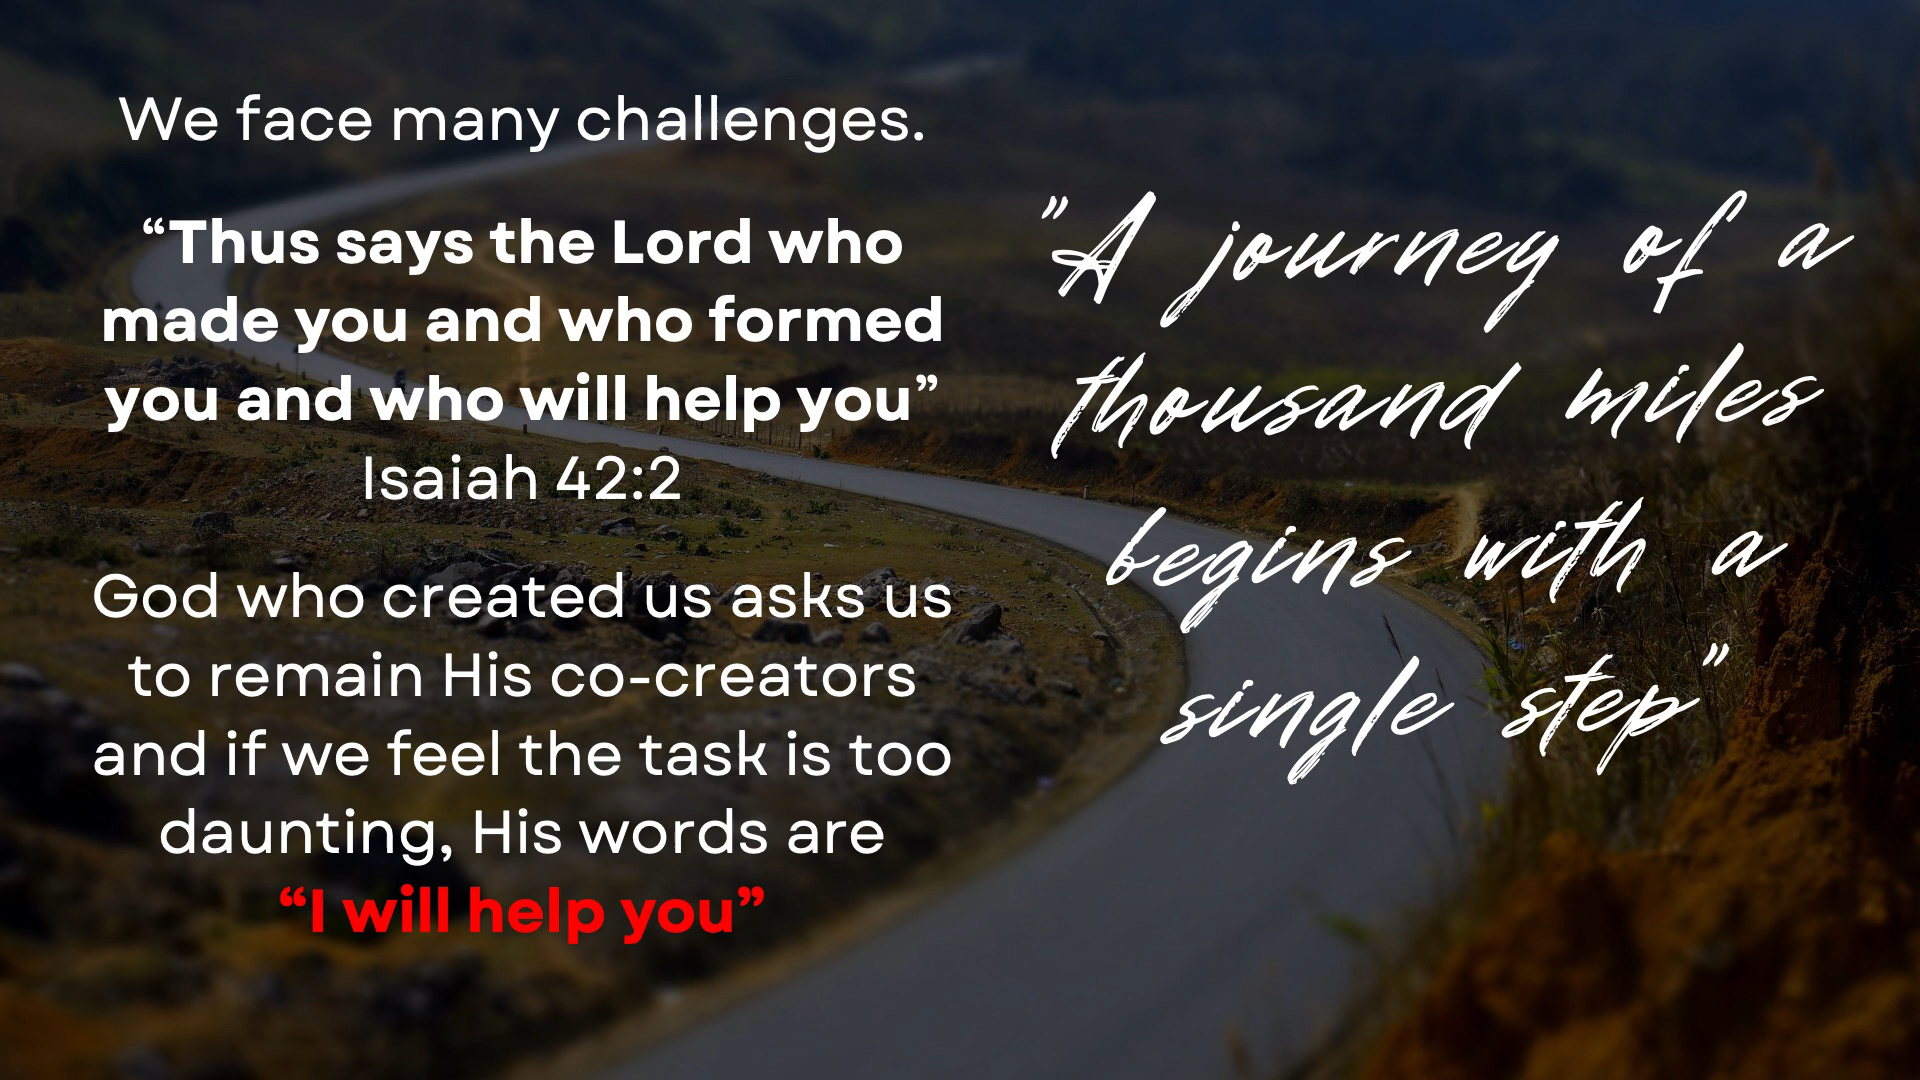 We face many challenges.
“Thus says the Lord who
made you and who formed
you and who will help you”
Isaiah 42:2
God who created us asks us
to remain His co-creators
and if we feel the task is too
daunting, His words are
“I will help you”
"A journey of a
thousand miles
begins with a
single step"